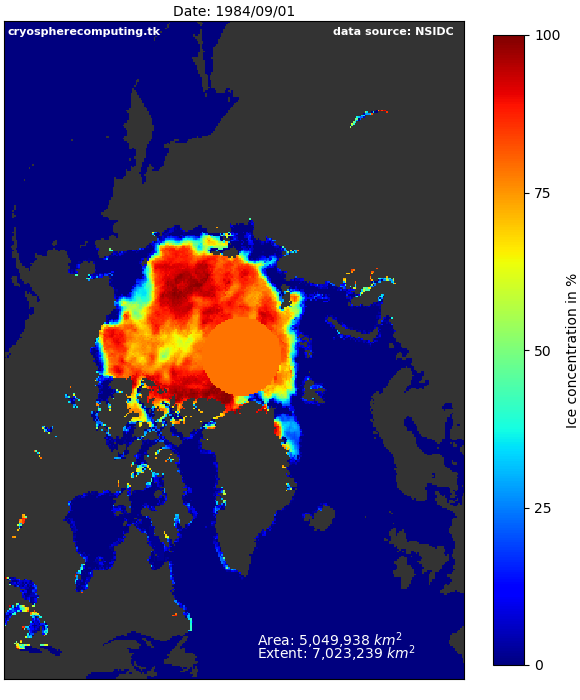 Date: 1984/09/01
cryospherecomputing.tk data source: NSIDC
100
75
50
25
0
Ice concentration in %
Area: 5,049,938 km²
Extent: 7,023,239 km²